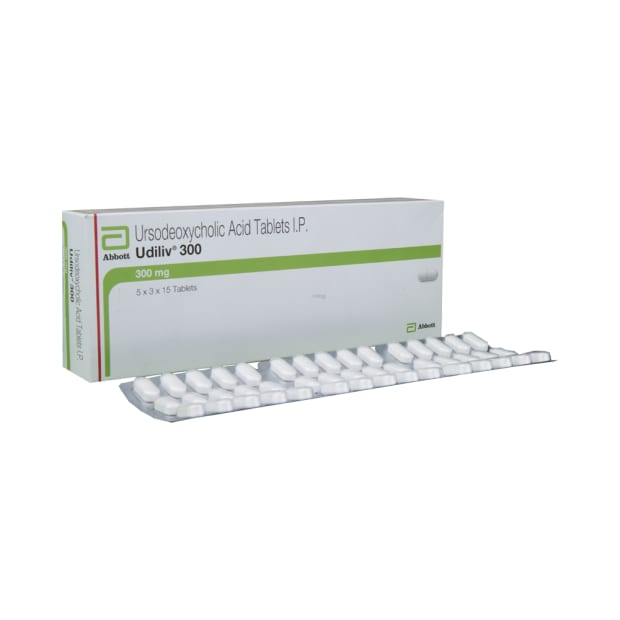 Ursodeoxycholic Acid Tablets I.P.
Udiliv® 300
Abbott
300 mg
5 x 3 x 15 Tablets
Abbott
Ursodeoxycholic Acid Tablets I.P.
Udiliv® 300